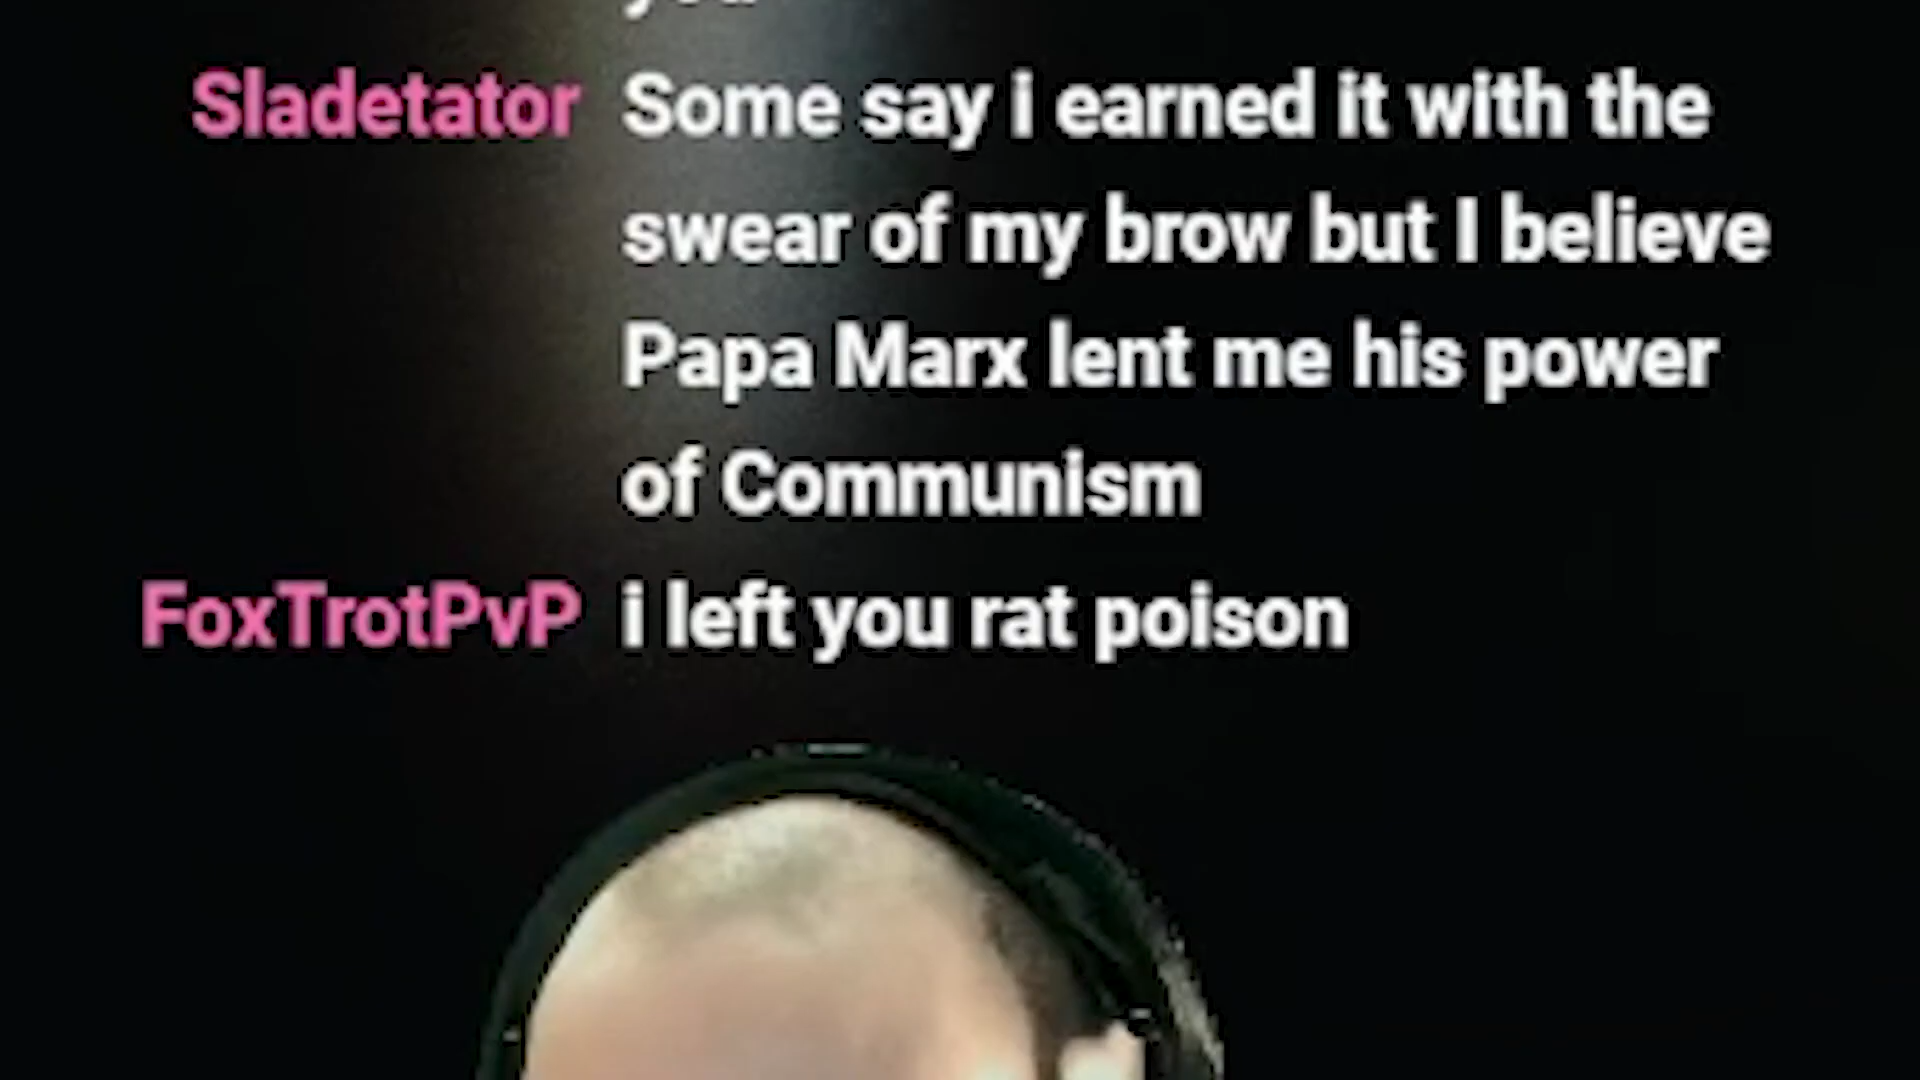 you
Sladetator Some say i earned it with the
swear of my brow but I believe
Papa Marx lent me his power
of Communism
FoxTrotPvP i left you rat poison